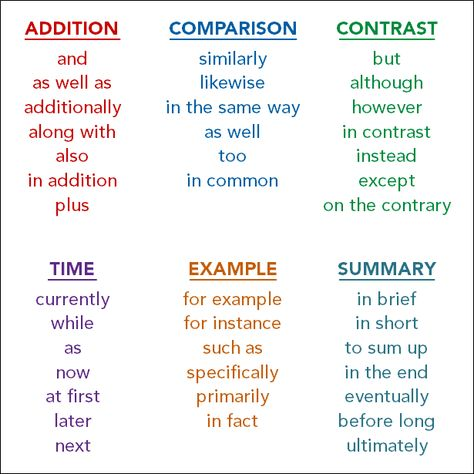 ADDITION
and
as well as
additionally
along with
also
in addition
plus
COMPARISON
similarly
likewise
in the same way
as well
too
in common
CONTRAST
but
although
however
in contrast
instead
except
on the contrary
TIME
currently
while
as
now
at first
later
next
EXAMPLE
for example
for instance
such as
specifically
primarily
in fact
SUMMARY
in brief
in short
to sum up
in the end
eventually
before long
ultimately